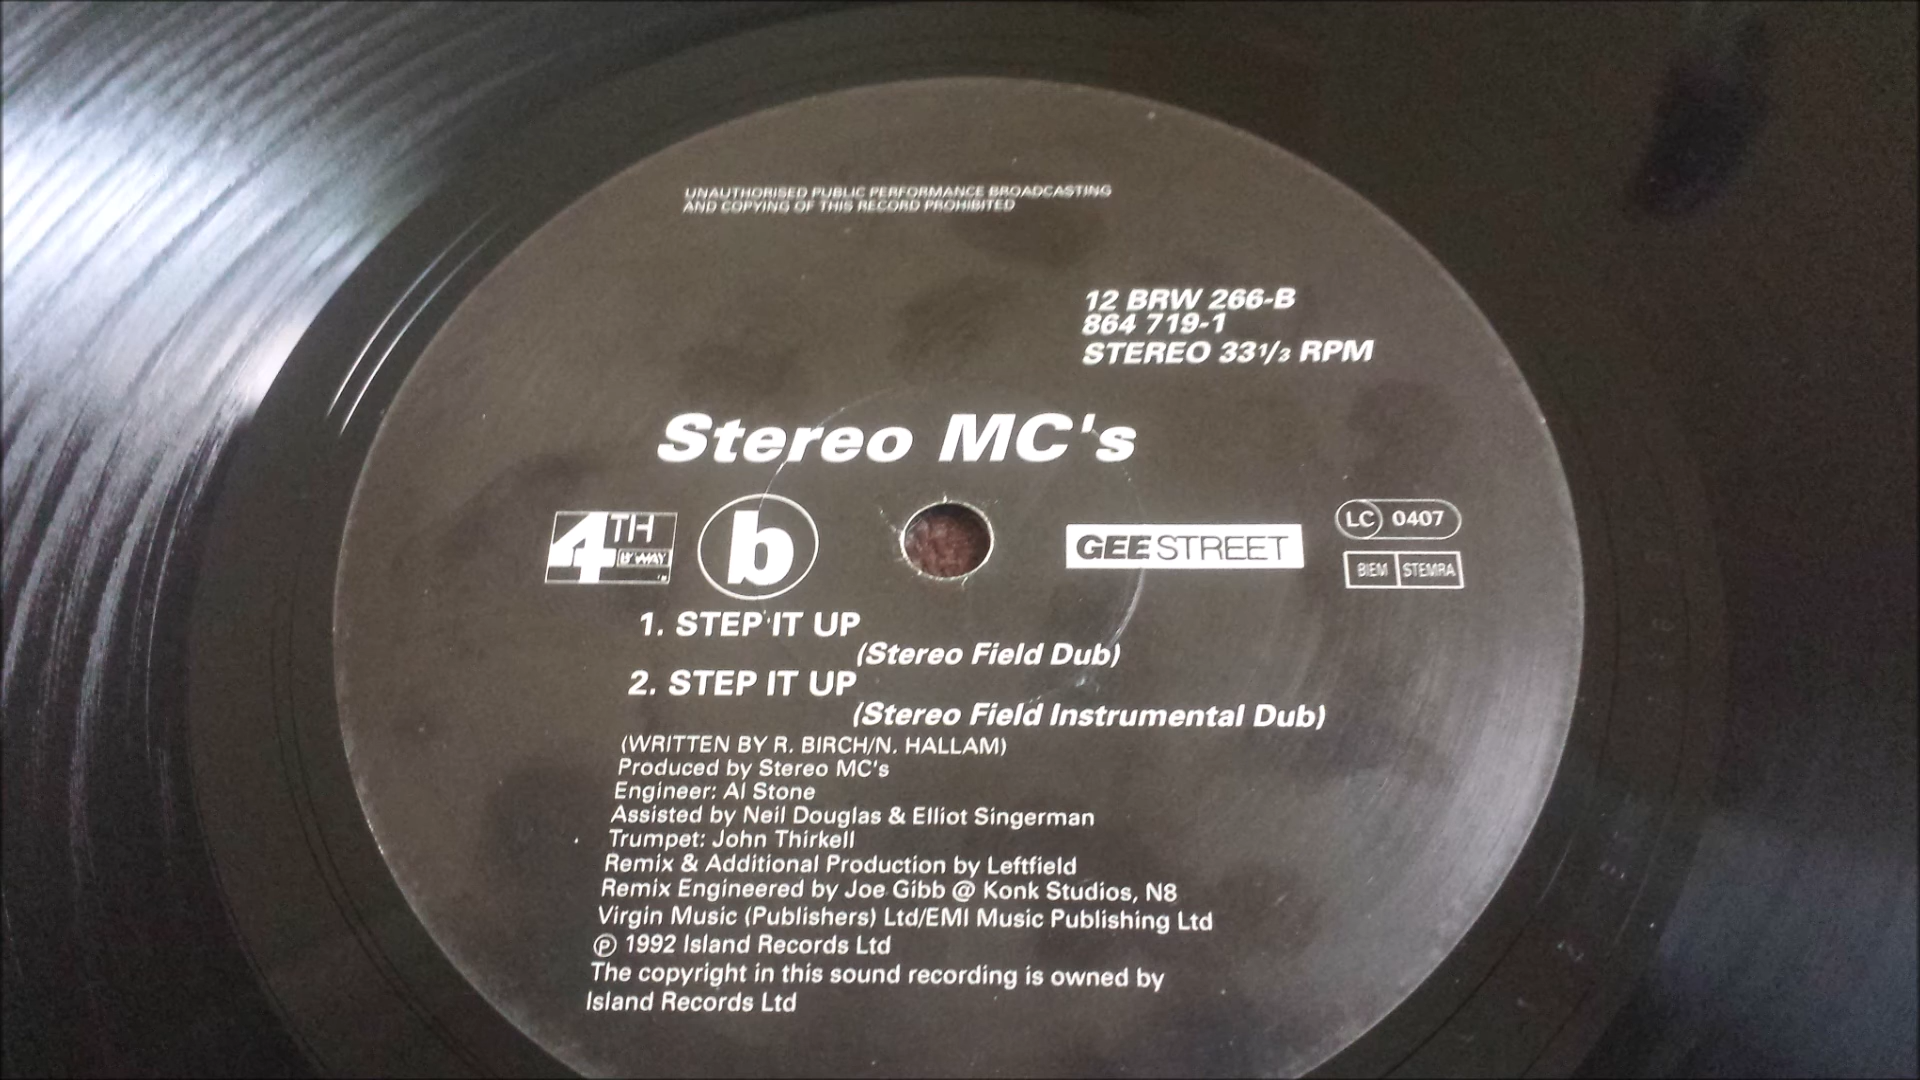 UNAUTHORISED PUBLIC PERFORMANCE BROADCASTING
AND COPYING OF THIS RECORD PROHIBITED
12 BRW 266-B
864 719-1
STEREO 33 1/3 RPM
Stereo MC's
4TH
B'WAY
b
GEE STREET
LC 0407
BIEM STEMRA
1. STEP IT UP
(Stereo Field Dub)
2. STEP IT UP
(Stereo Field Instrumental Dub)
(WRITTEN BY R. BIRCH/N. HALLAM)
Produced by Stereo MC's
Engineer: Al Stone
Assisted by Neil Douglas & Elliot Singerman
Trumpet: John Thirkell
Remix & Additional Production by Leftfield
Remix Engineered by Joe Gibb @ Konk Studios, N8
Virgin Music (Publishers) Ltd/EMI Music Publishing Ltd
℗ 1992 Island Records Ltd
The copyright in this sound recording is owned by
Island Records Ltd